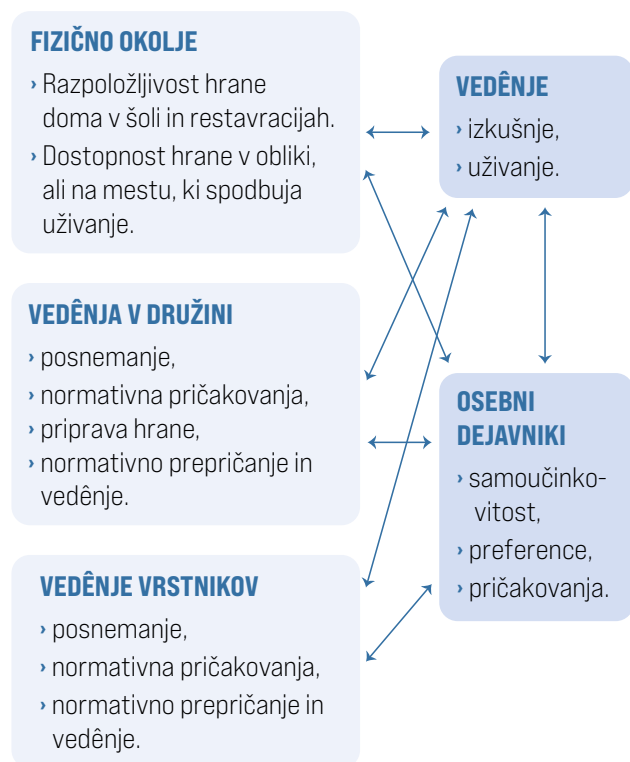 FIZIČNO OKOLJE
› Razpoložljivost hrane
doma v šoli in restavracijah.
› Dostopnost hrane v obliki,
ali na mestu, ki spodbuja
uživanje.
VEDÊNJA V DRUŽINI
› posnemanje,
› normativna pričakovanja,
› priprava hrane,
› normativno prepričanje in
vedênje.
VEDÊNJE VRSTNIKOV
› posnemanje,
› normativna pričakovanja,
› normativno prepričanje in
vedênje.
VEDÊNJE
› izkušnje,
› uživanje.
OSEBNI
DEJAVNIKI
› samoučinko-
vitost,
› preference,
› pričakovanja.